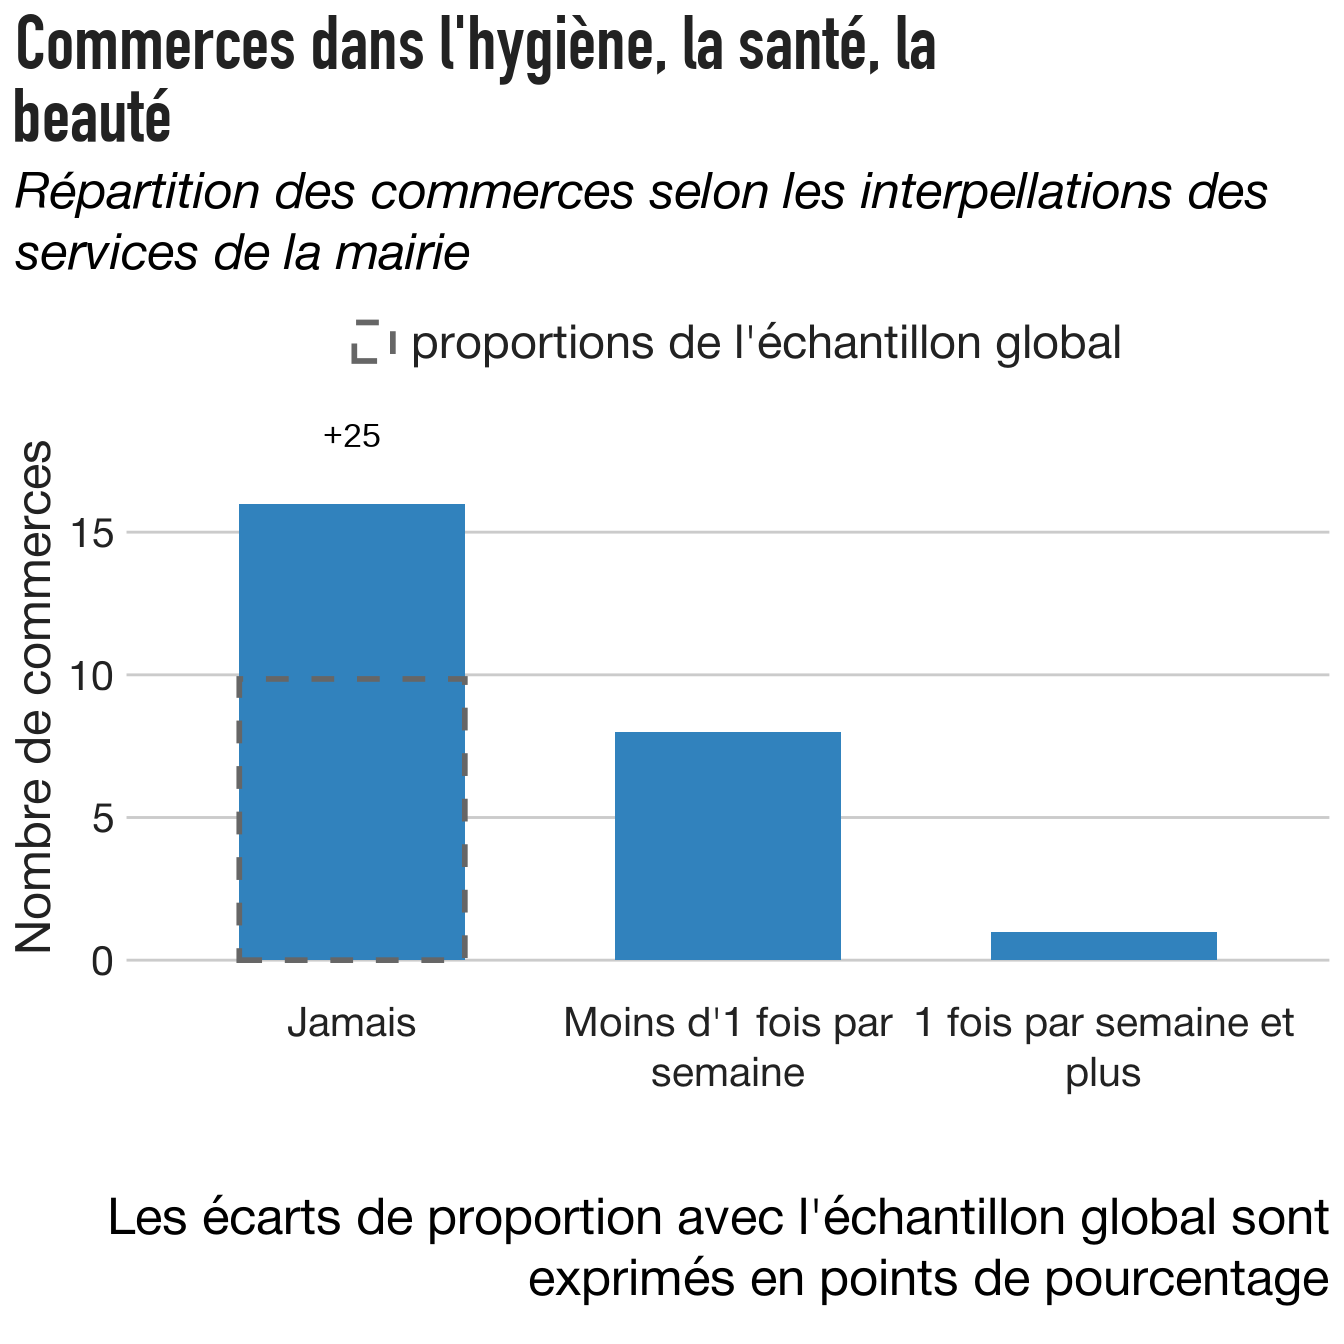 Commerces dans l'hygiène, la santé, la
beauté
Répartition des commerces selon les interpellations des
services de la mairie
proportions de l'échantillon global
+25
Nombre de commerces
15
10
5
0
Jamais
Moins d'1 fois par
semaine
1 fois par semaine et
plus
Les écarts de proportion avec l'échantillon global sont
exprimés en points de pourcentage